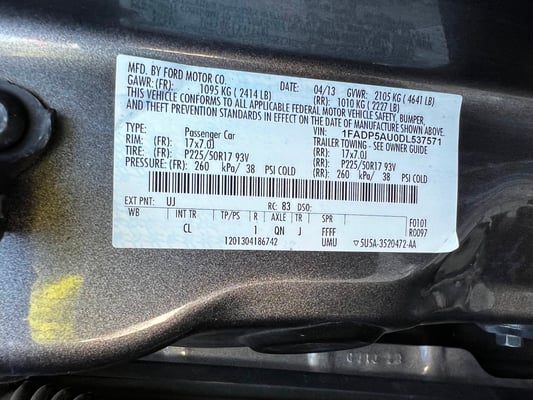 MFD. BY FORD MOTOR CO. DATE: 04/13 GVWR: 2105 KG ( 4641 LB)
GAWR: (FR): 1095 KG ( 2414 LB) (RR): 1010 KG ( 2227 LB)
THIS VEHICLE CONFORMS TO ALL APPLICABLE FEDERAL MOTOR VEHICLE SAFETY, BUMPER,
AND THEFT PREVENTION STANDARDS IN EFFECT ON THE DATE OF MANUFACTURE SHOWN ABOVE.
VIN: 1FADP5AU0DL537571
TYPE: Passenger Car TRAILER TOWING - SEE OWNER GUIDE
RIM: (FR) 17x7.0J (RR): 17x7.0J
TIRE: (FR): P225/50R17 93V (RR): P225/50R17 93V
PRESSURE: (FR): 260 kPa/ 38 PSI COLD (RR): 260 kPa/ 38 PSI COLD
EXT PNT: UJ RC: 83 DSO:
WB INT TR TP/PS R AXLE TR SPR F0101
CL 1 QN J FFFF R0097
1201304186742 UMU ▽5U5A-3520472-AA